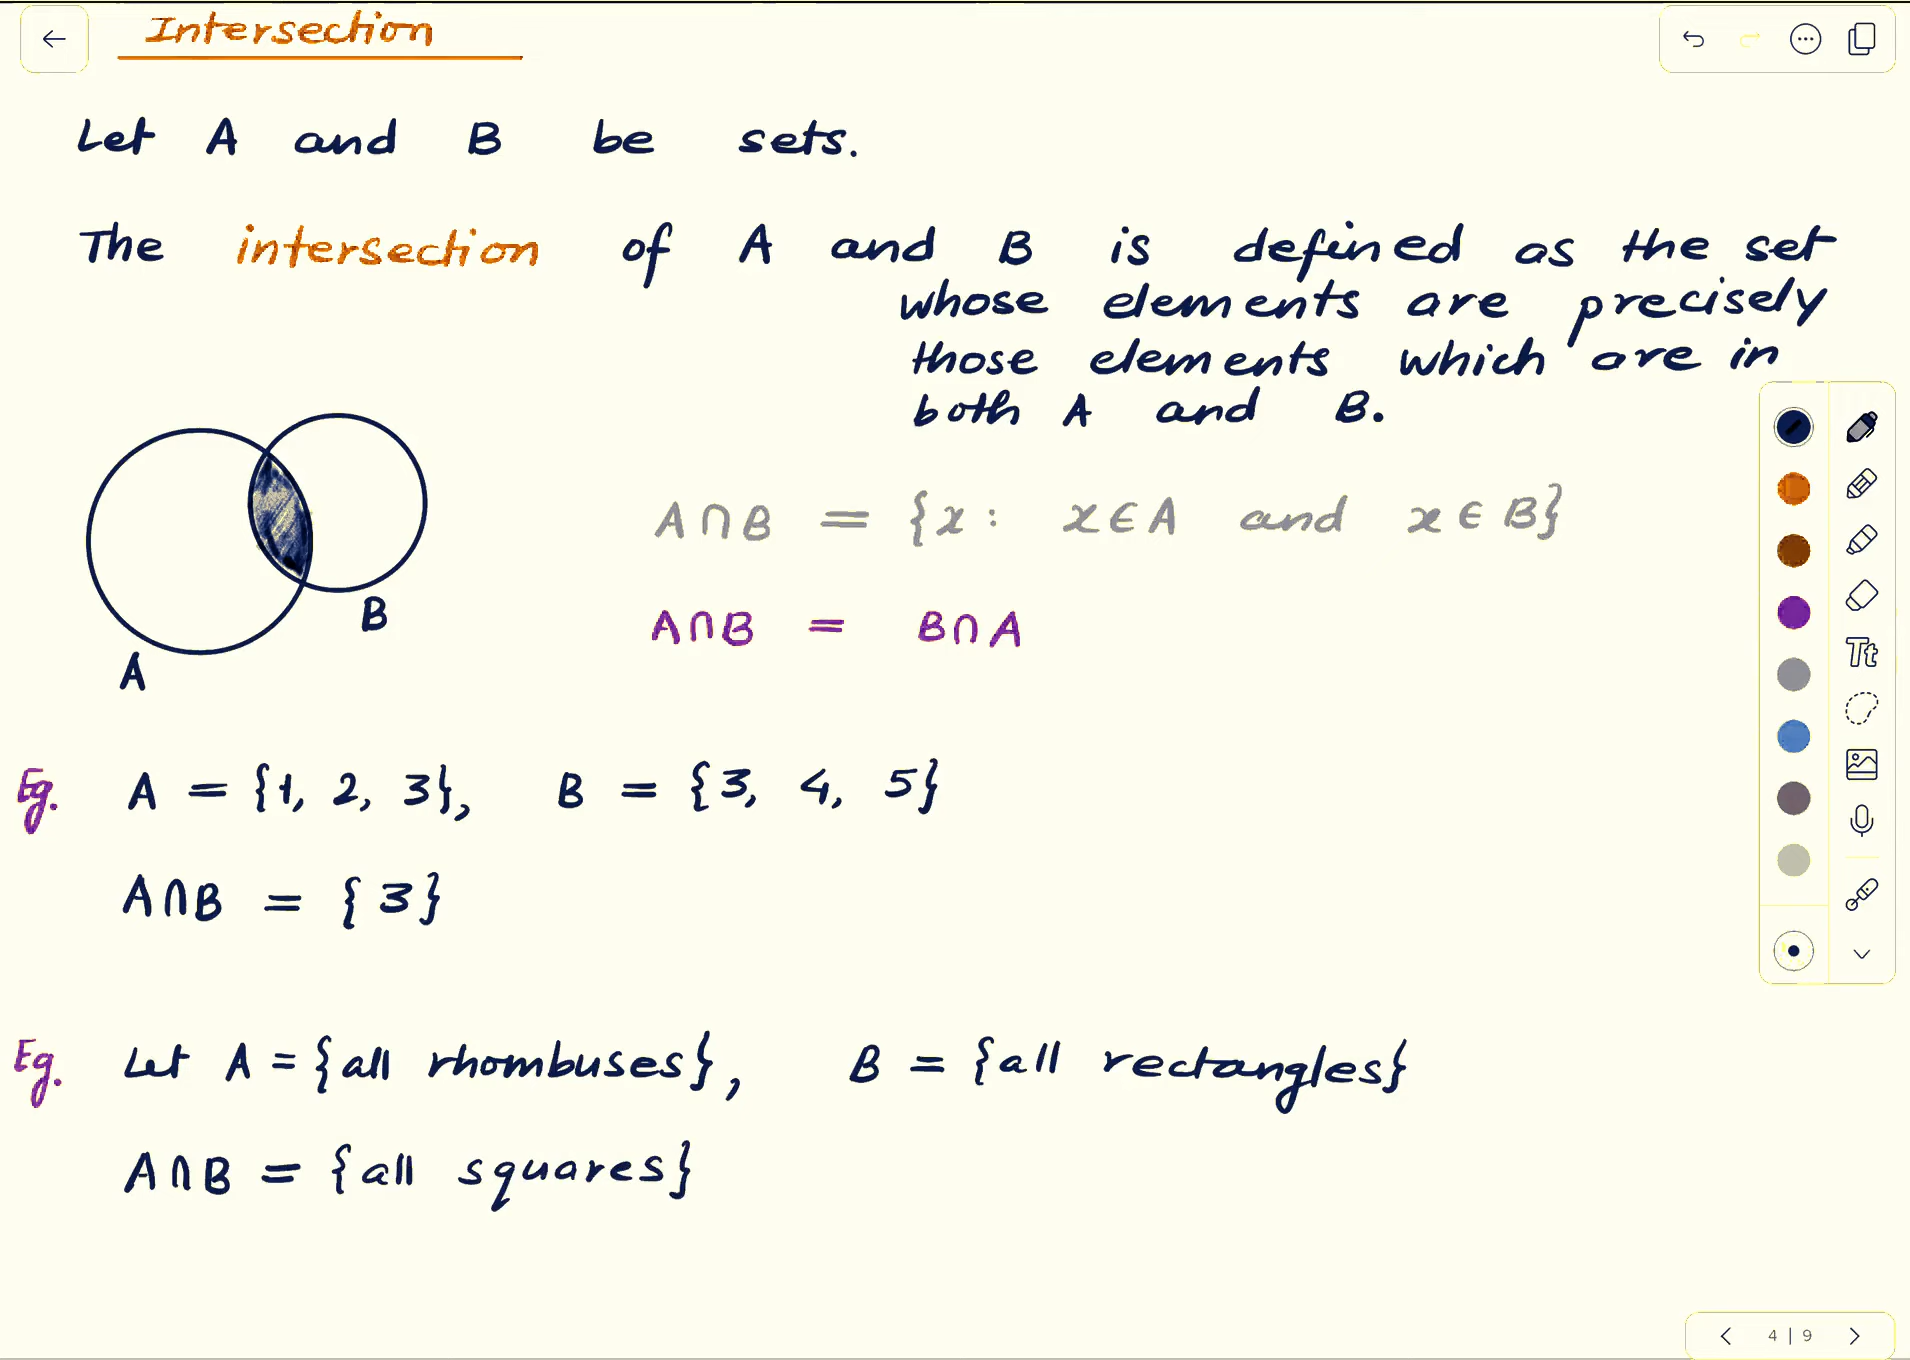 Intersection
Let A and B be sets.
The intersection of A and B is defined as the set
whose elements are precisely
those elements which are in
both A and B.
A∩B = {x : x∈A and x∈B}
A∩B = B∩A
B
A
Eg. A = {1, 2, 3}, B = {3, 4, 5}
A∩B = {3}
Eg. Let A = {all rhombuses}, B = {all rectangles}
A∩B = {all squares}
Tt
4 | 9